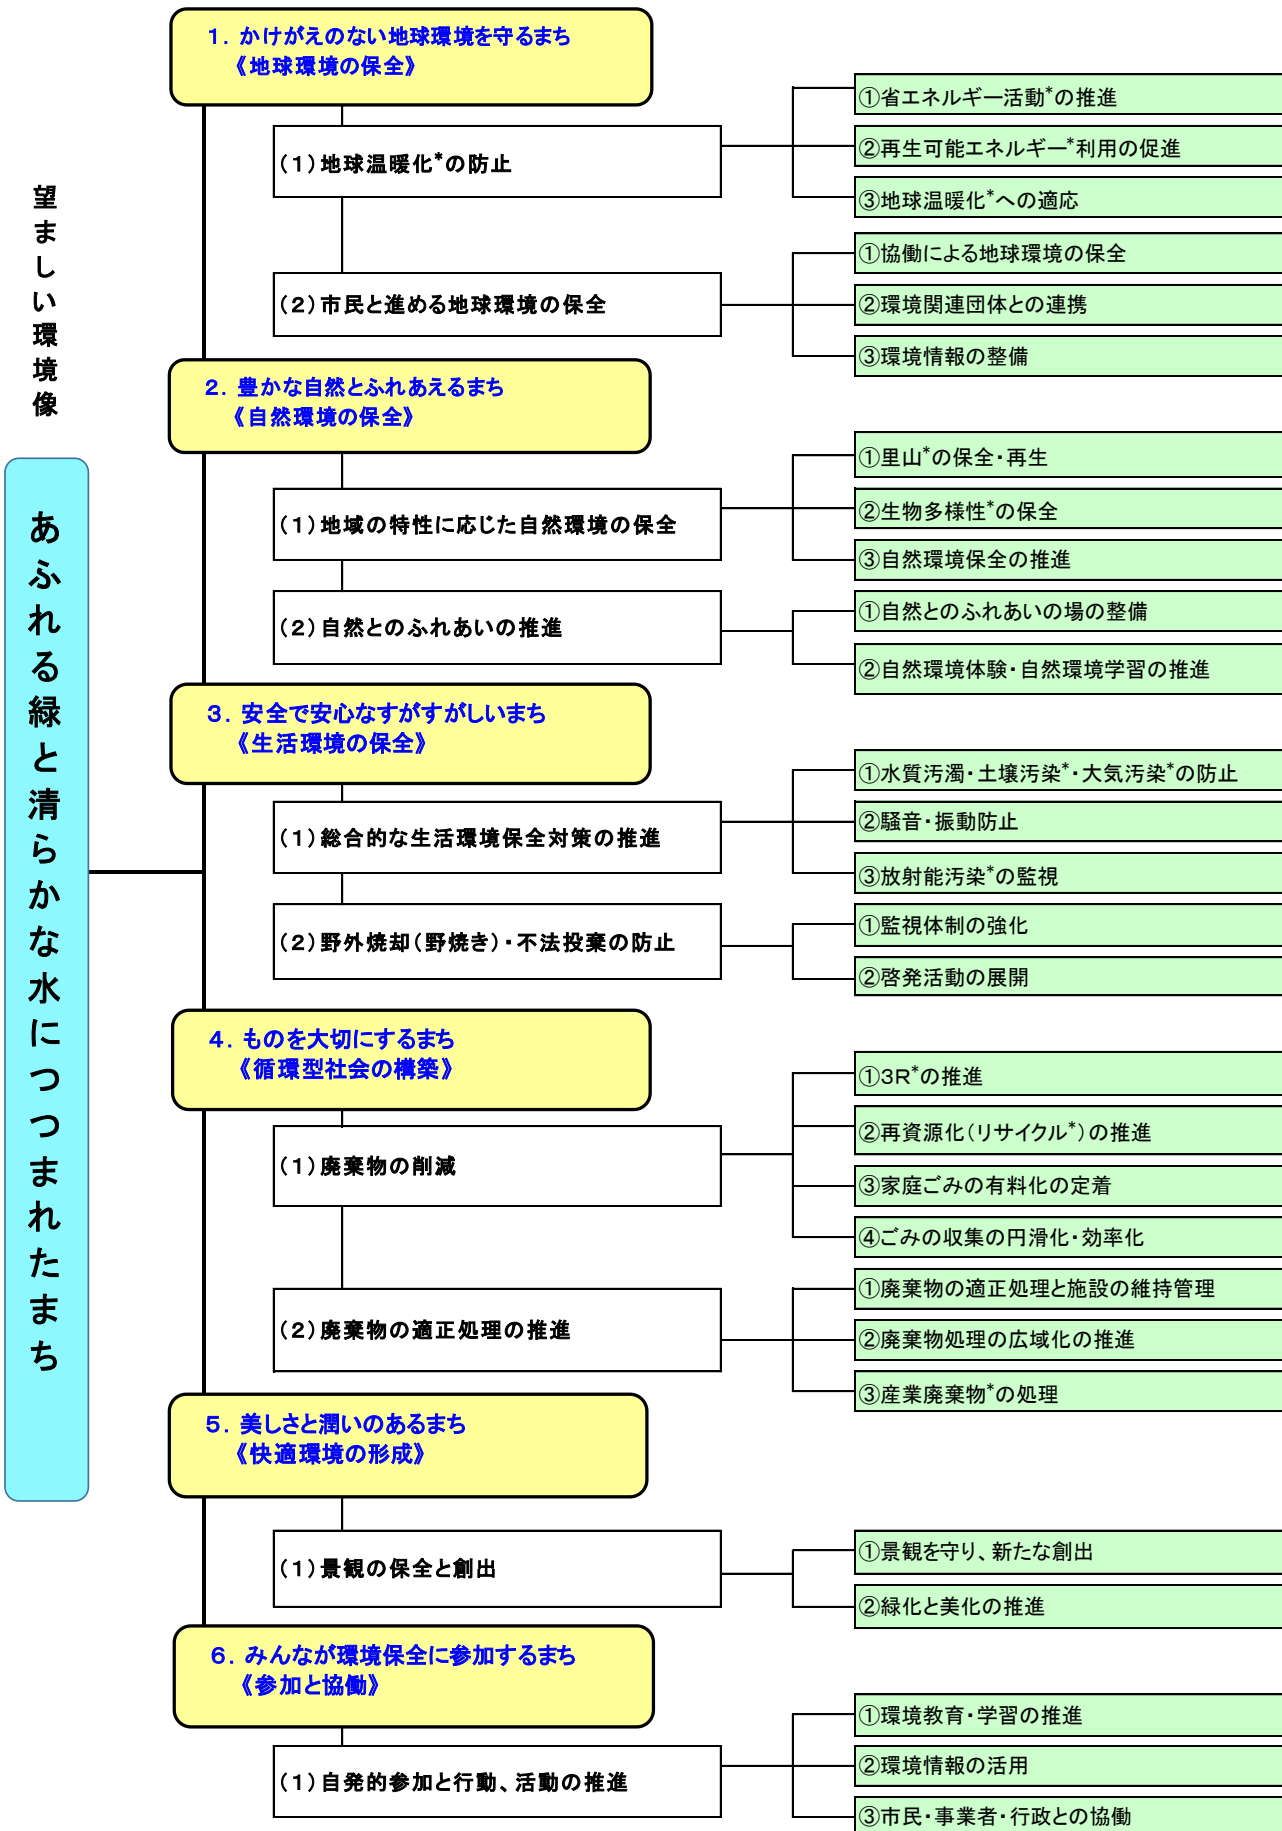 望ましい環境像
あふれる緑と清らかな水につつまれたまち
1．かけがえのない地球環境を守るまち
《地球環境の保全》
（1）地球温暖化*の防止
①省エネルギー活動*の推進
②再生可能エネルギー*利用の促進
③地球温暖化*への適応
（2）市民と進める地球環境の保全
①協働による地球環境の保全
②環境関連団体との連携
③環境情報の整備
2．豊かな自然とふれあえるまち
《自然環境の保全》
（1）地域の特性に応じた自然環境の保全
①里山*の保全・再生
②生物多様性*の保全
③自然環境保全の推進
（2）自然とのふれあいの推進
①自然とのふれあいの場の整備
②自然環境体験・自然環境学習の推進
3．安全で安心なすがすがしいまち
《生活環境の保全》
（1）総合的な生活環境保全対策の推進
①水質汚濁・土壌汚染*・大気汚染*の防止
②騒音・振動防止
③放射能汚染*の監視
（2）野外焼却（野焼き）・不法投棄の防止
①監視体制の強化
②啓発活動の展開
4．ものを大切にするまち
《循環型社会の構築》
（1）廃棄物の削減
①3R*の推進
②再資源化（リサイクル*）の推進
③家庭ごみの有料化の定着
④ごみの収集の円滑化・効率化
（2）廃棄物の適正処理の推進
①廃棄物の適正処理と施設の維持管理
②廃棄物処理の広域化の推進
③産業廃棄物*の処理
5．美しさと潤いのあるまち
《快適環境の形成》
（1）景観の保全と創出
①景観を守り、新たな創出
②緑化と美化の推進
6．みんなが環境保全に参加するまち
《参加と協働》
（1）自発的参加と行動、活動の推進
①環境教育・学習の推進
②環境情報の活用
③市民・事業者・行政との協働